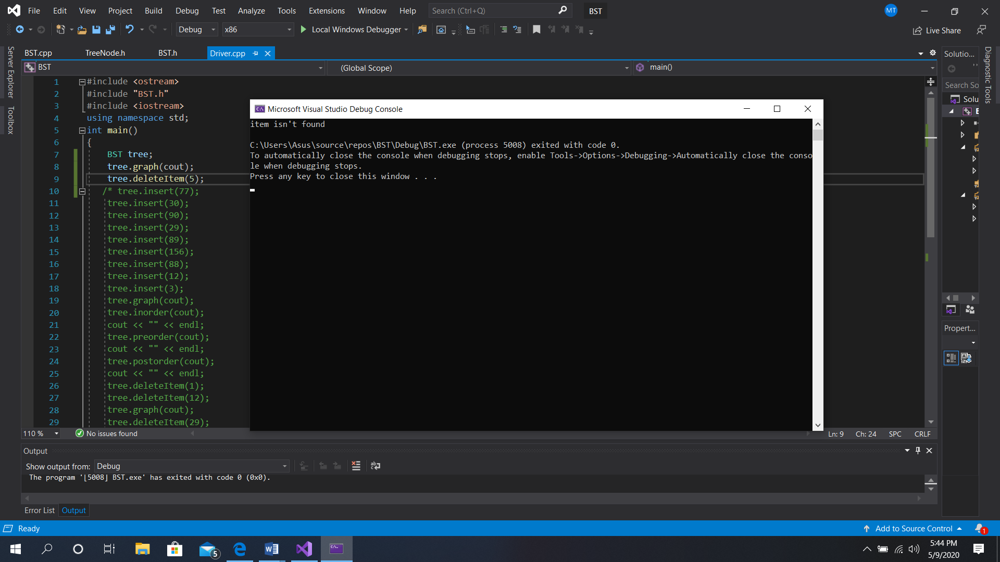 File Edit View Project Build Debug Test Analyze Tools Extensions Window Help Search (Ctrl+Q) BST MT
Debug x86 Local Windows Debugger Live Share
Server Explorer
Toolbox
BST.cpp TreeNode.h BST.h Driver.cpp
BST (Global Scope) main()
1 #include <ostream>
2 #include "BST.h"
3 #include <iostream>
4 using namespace std;
5 int main()
6 {
7 BST tree;
8 tree.graph(cout);
9 tree.deleteItem(5);
10 /* tree.insert(77);
11 tree.insert(30);
12 tree.insert(90);
13 tree.insert(29);
14 tree.insert(89);
15 tree.insert(156);
16 tree.insert(88);
17 tree.insert(12);
18 tree.insert(3);
19 tree.graph(cout);
20 tree.inorder(cout);
21 cout << "" << endl;
22 tree.preorder(cout);
23 cout << "" << endl;
24 tree.postorder(cout);
25 cout << "" << endl;
26 tree.deleteItem(1);
27 tree.deleteItem(12);
28 tree.graph(cout);
29 tree.deleteItem(29);
Microsoft Visual Studio Debug Console
item isn't found
C:\Users\Asus\source\repos\BST\Debug\BST.exe (process 5008) exited with code 0.
To automatically close the console when debugging stops, enable Tools->Options->Debugging->Automatically close the conso
le when debugging stops.
Press any key to close this window . . .
Solutio...
Search So
Solu
Propert...
Diagnostic Tools
110 % No issues found Ln: 9 Ch: 24 SPC CRLF
Output
Show output from: Debug
The program '[5008] BST.exe' has exited with code 0 (0x0).
Error List Output
Ready Add to Source Control 1
5 5:44 PM
5/9/2020